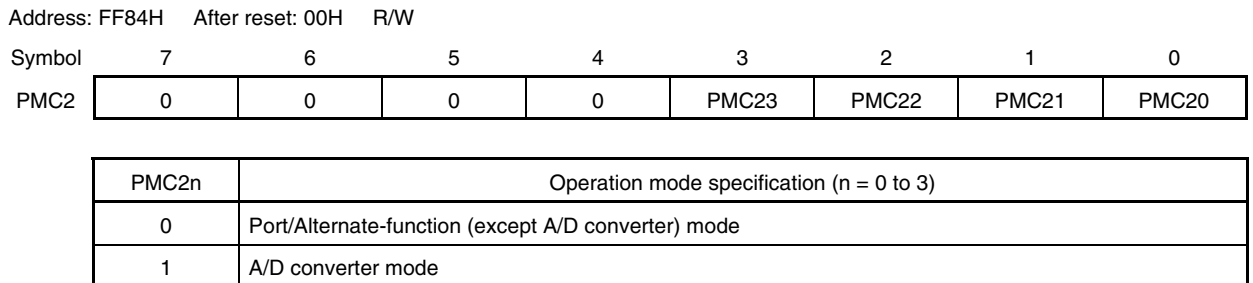 Address: FF84H After reset: 00H R/W
Symbol 7 6 5 4 3 2 1 0
PMC2 0 0 0 0 PMC23 PMC22 PMC21 PMC20
PMC2n Operation mode specification (n = 0 to 3)
0 Port/Alternate-function (except A/D converter) mode
1 A/D converter mode